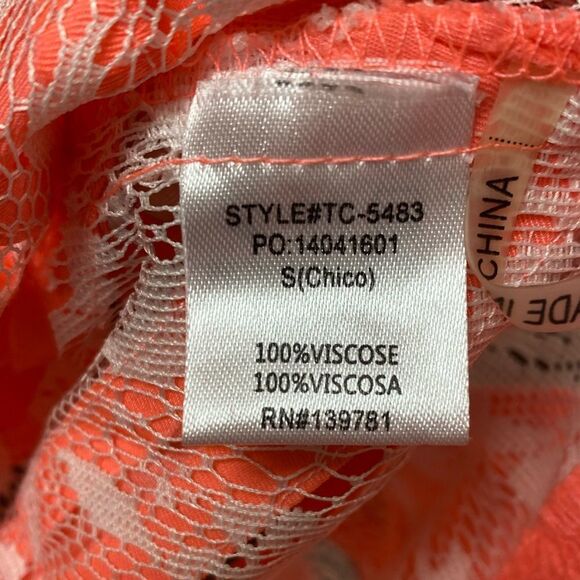 STYLE#TC-5483
PO:14041601
S(Chico)
100%VISCOSE
100%VISCOSA
RN#139781
CHINA